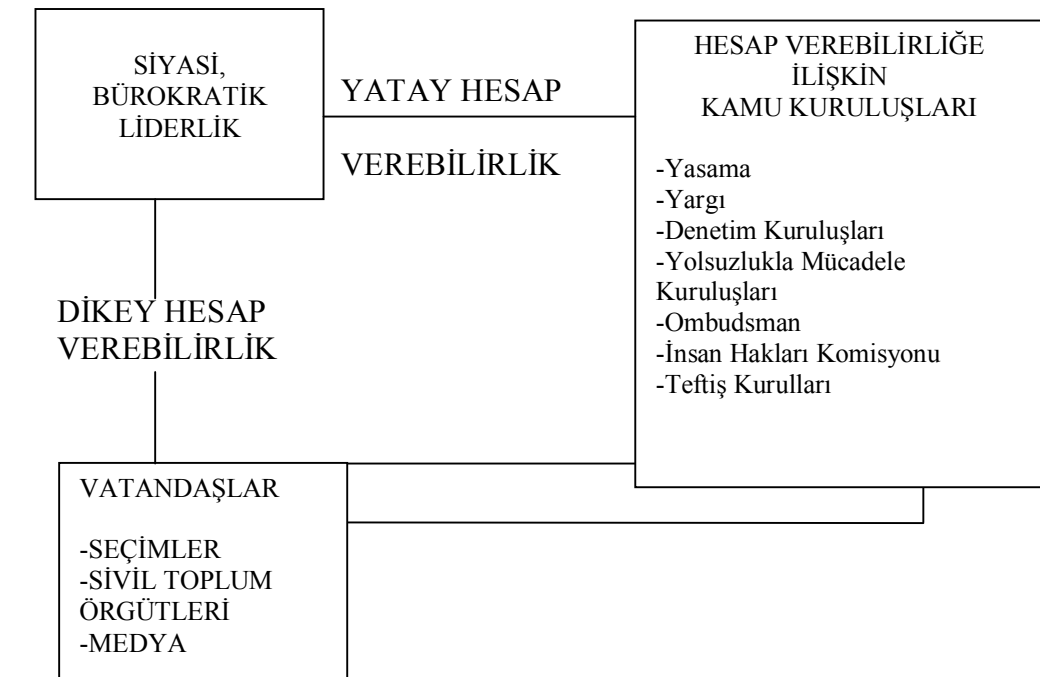 SİYASİ,
BÜROKRATİK
LİDERLİK
YATAY HESAP
VEREBİLİRLİK
HESAP VEREBİLİRLİĞE
İLİŞKİN
KAMU KURULUŞLARI
-Yasama
-Yargı
-Denetim Kuruluşları
-Yolsuzlukla Mücadele
Kuruluşları
-Ombudsman
-İnsan Hakları Komisyonu
-Teftiş Kurulları
DİKEY HESAP
VEREBİLİRLİK
VATANDAŞLAR
-SEÇİMLER
-SİVİL TOPLUM
ÖRGÜTLERİ
-MEDYA